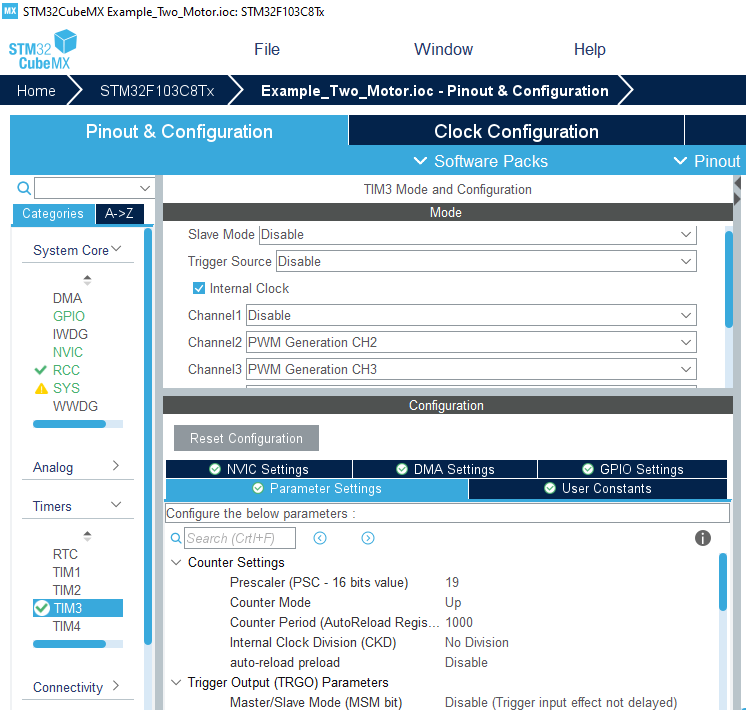 MX STM32CubeMX Example_Two_Motor.ioc: STM32F103C8Tx
STM32
CubeMX
File Window Help
Home STM32F103C8Tx Example_Two_Motor.ioc - Pinout & Configuration
Pinout & Configuration Clock Configuration
Software Packs Pinout
TIM3 Mode and Configuration
Categories A->Z
Mode
System Core
DMA
GPIO
IWDG
NVIC
RCC
SYS
WWDG
Analog
Timers
RTC
TIM1
TIM2
TIM3
TIM4
Connectivity
Slave Mode Disable
Trigger Source Disable
Internal Clock
Channel1 Disable
Channel2 PWM Generation CH2
Channel3 PWM Generation CH3
Configuration
Reset Configuration
NVIC Settings DMA Settings GPIO Settings
Parameter Settings User Constants
Configure the below parameters :
Search (Crtl+F)
Counter Settings
Prescaler (PSC - 16 bits value) 19
Counter Mode Up
Counter Period (AutoReload Regis... 1000
Internal Clock Division (CKD) No Division
auto-reload preload Disable
Trigger Output (TRGO) Parameters
Master/Slave Mode (MSM bit) Disable (Trigger input effect not delayed)